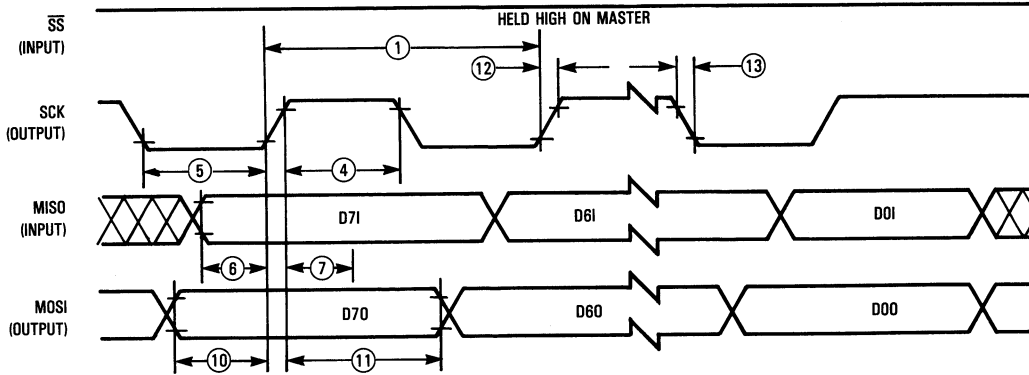 SS
(INPUT)
HELD HIGH ON MASTER
1
12
13
SCK
(OUTPUT)
5
4
MISO
(INPUT)
D7I
D6I
D0I
6
7
MOSI
(OUTPUT)
D70
D60
D00
10
11